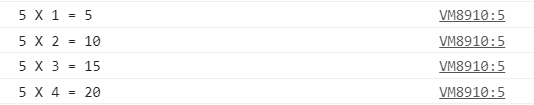 5 X 1 = 5 VM8910:5
5 X 2 = 10 VM8910:5
5 X 3 = 15 VM8910:5
5 X 4 = 20 VM8910:5